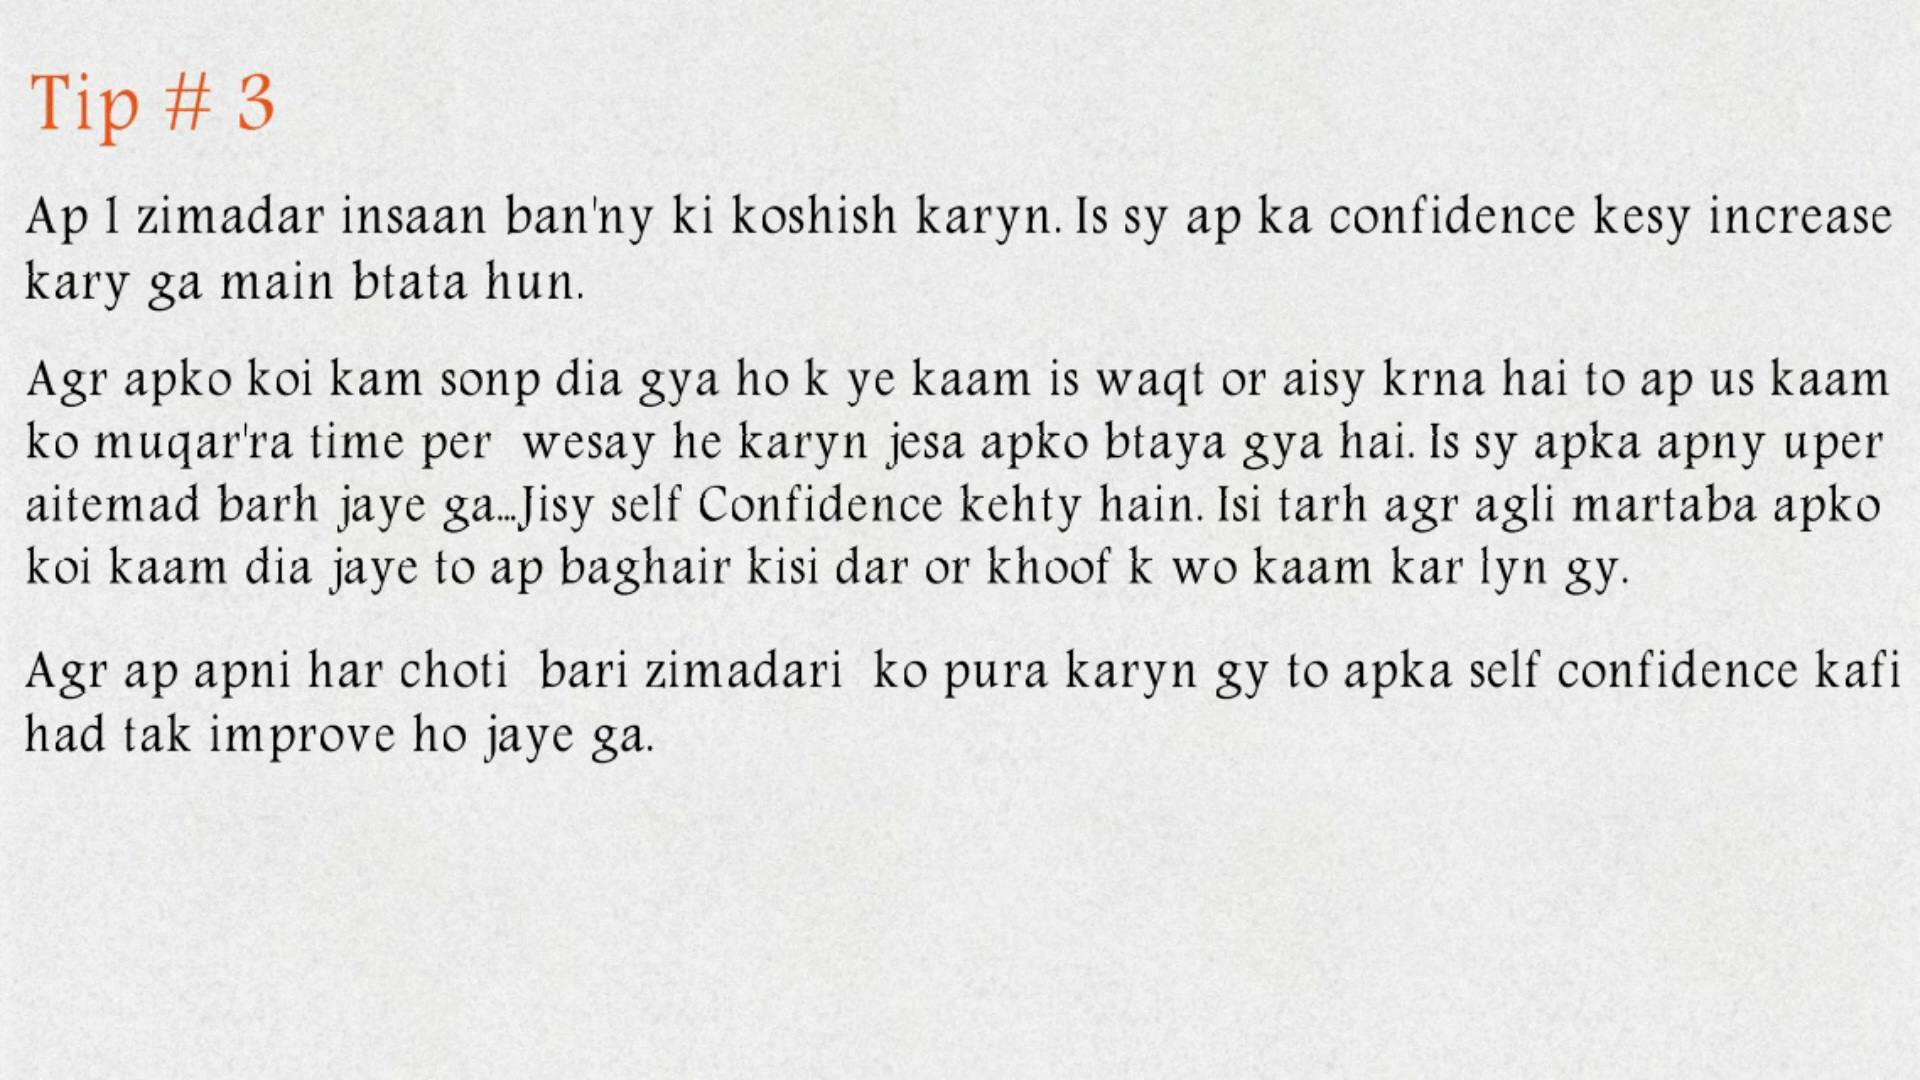 Tip # 3
Ap 1 zimadar insaan ban'ny ki koshish karyn. Is sy ap ka confidence kesy increase
kary ga main btata hun.
Agr apko koi kam sonp dia gya ho k ye kaam is waqt or aisy krna hai to ap us kaam
ko muqar'ra time per  wesay he karyn jesa apko btaya gya hai. Is sy apka apny uper
aitemad barh jaye ga...Jisy self Confidence kehty hain. Isi tarh agr agli martaba apko
koi kaam dia jaye to ap baghair kisi dar or khoof k wo kaam kar lyn gy.
Agr ap apni har choti  bari zimadari  ko pura karyn gy to apka self confidence kafi
had tak improve ho jaye ga.